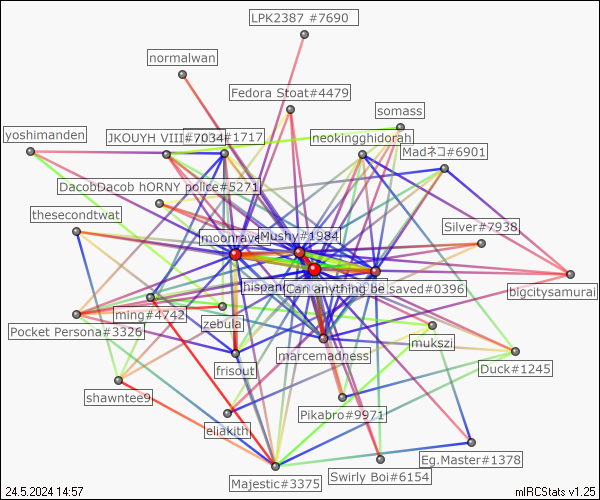 LPK2387 #7690
normalwan
Fedora Stoat#4479
somass
yoshimanden
JKOUYH VIII#7034
#1717
neokingghidorah
Madネコ#6901
DacobDacob hORNY police#5271
thesecondtwat
moonrave
Mushy#1984
Silver#7938
hispan
Can anything be saved#0396
bigcitysamurai
ming#4742
Pocket Persona#3326
zebula
marcemadness
mukszi
frisout
Duck#1245
shawntee9
eliakith
Pikabro#9971
Majestic#3375
Swirly Boi#6154
Eg.Master#1378
24.5.2024 14:57
mIRCStats v1.25